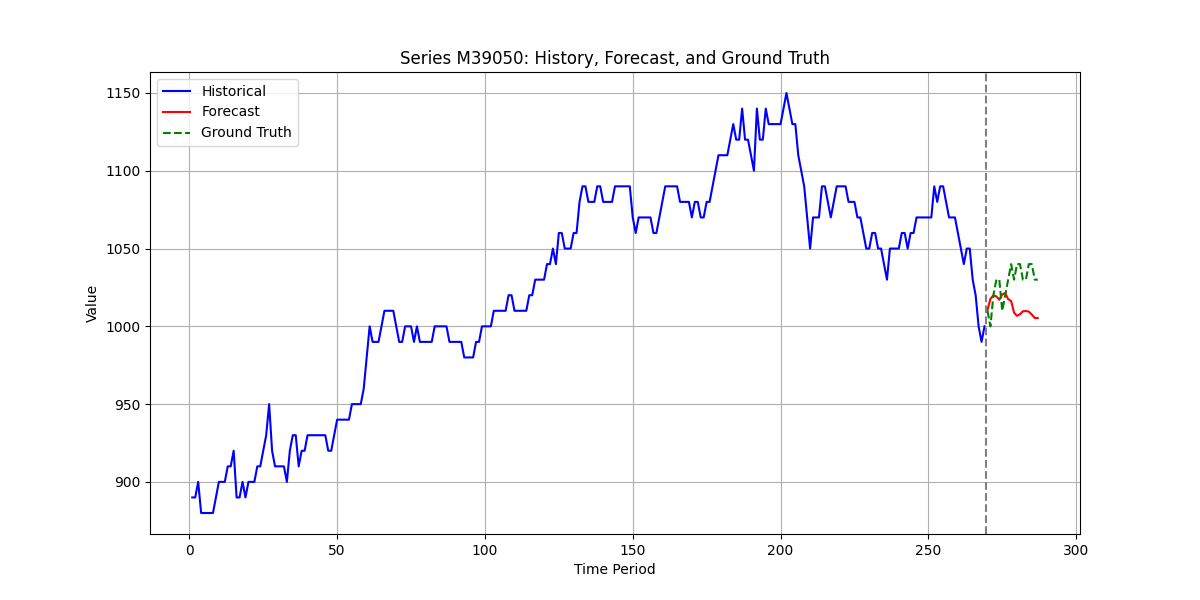 Series M39050: History, Forecast, and Ground Truth
Historical
Forecast
Ground Truth
1150
1100
1050
1000
950
900
Value
0 50 100 150 200 250 300
Time Period